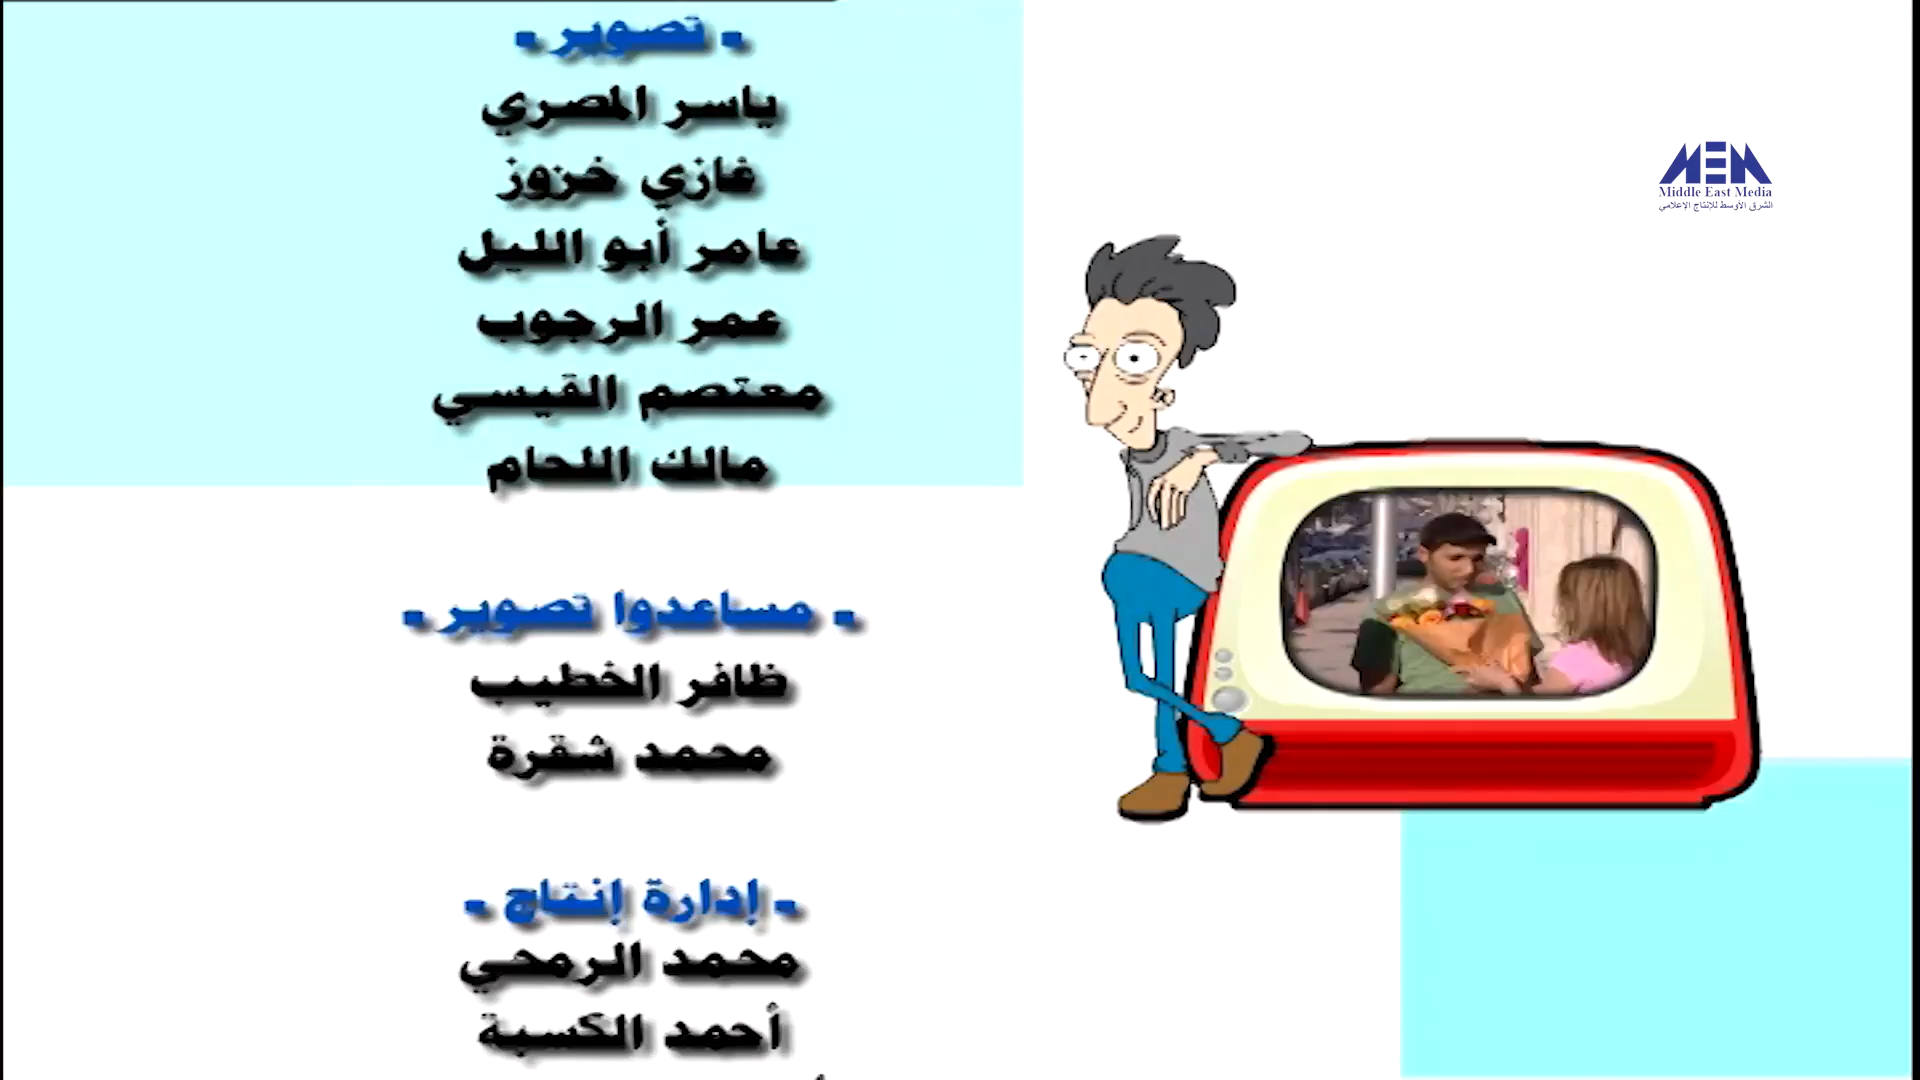 - تصوير -
ياسر المصري
غازي خزوز
عامر أبو الليل
عمر الرجوب
معتصم القيسي
مالك اللحام
- مساعدوا تصوير -
ظافر الخطيب
محمد شقرة
- إدارة إنتاج -
محمد الرمحي
أحمد الكسبة
MEM
Middle East Media
الشرق الأوسط للإنتاج الإعلامي